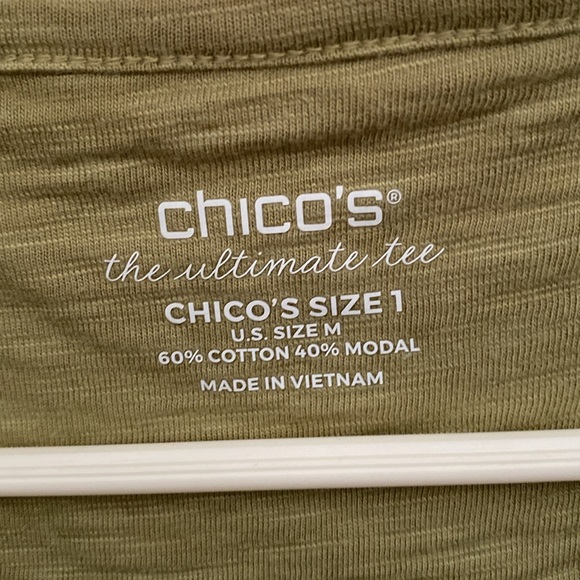 chico's®
the ultimate tee
CHICO'S SIZE 1
U.S. SIZE M
60% COTTON 40% MODAL
MADE IN VIETNAM